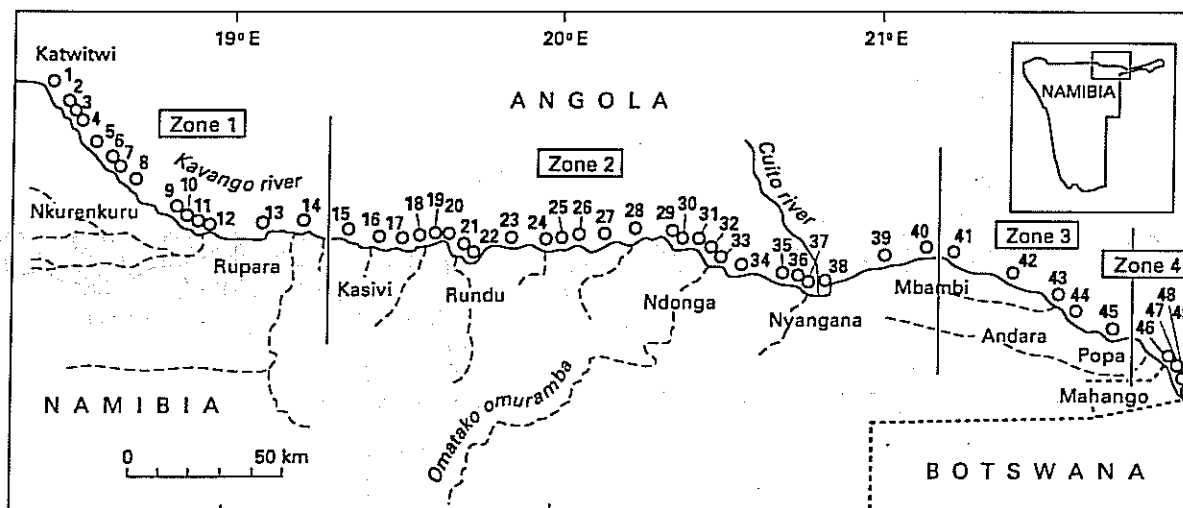 19°E 20°E 21°E
Katwitwi
ANGOLA
NAMIBIA
Zone 1
Zone 2
Zone 3
Zone 4
Kavango river
Cuito river
1 2 3 4 5 6 7 8 9 10 11 12 13 14 15 16 17 18 19 20 21 22 23 24 25 26 27 28 29 30 31 32 33 34 35 36 37 38 39 40 41 42 43 44 45 46 47 48
Nkurenkuru
Rupara
Kasivi
Rundu
Ndonga
Nyangana
Mbambi
Andara
Popa
Mahango
Omatako omuramba
NAMIBIA
0 50 km
BOTSWANA